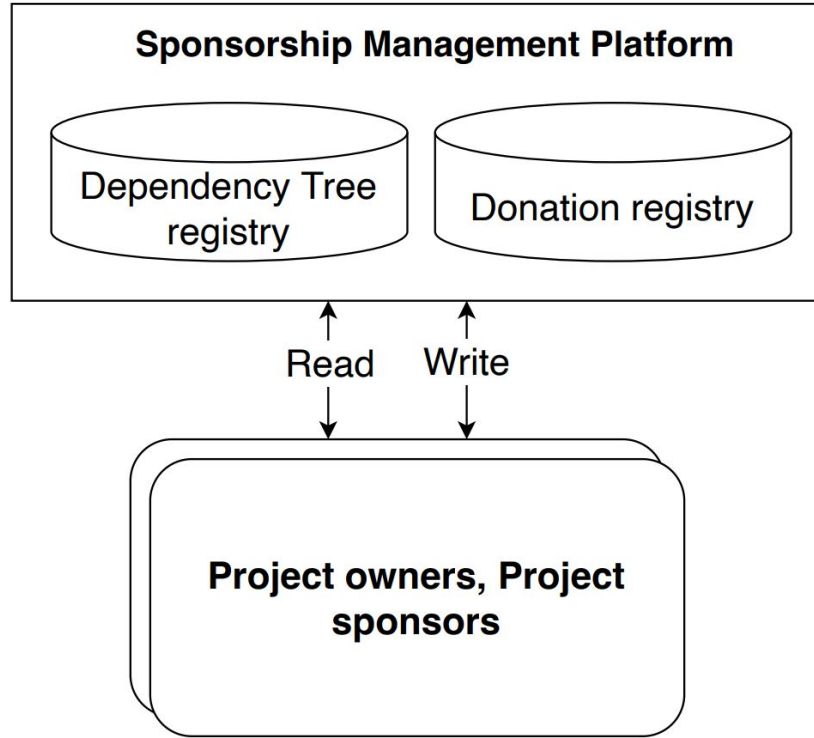 Sponsorship Management Platform
Dependency Tree
registry
Donation registry
Read
Write
Project owners, Project
sponsors